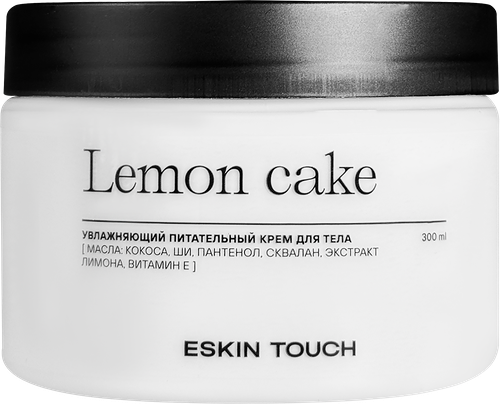 Lemon cake
УВЛАЖНЯЮЩИЙ ПИТАТЕЛЬНЫЙ КРЕМ ДЛЯ ТЕЛА 300 ml
[ МАСЛА: КОКОСА, ШИ, ПАНТЕНОЛ, СКВАЛАН, ЭКСТРАКТ
ЛИМОНА, ВИТАМИН Е ]
ESKIN TOUCH